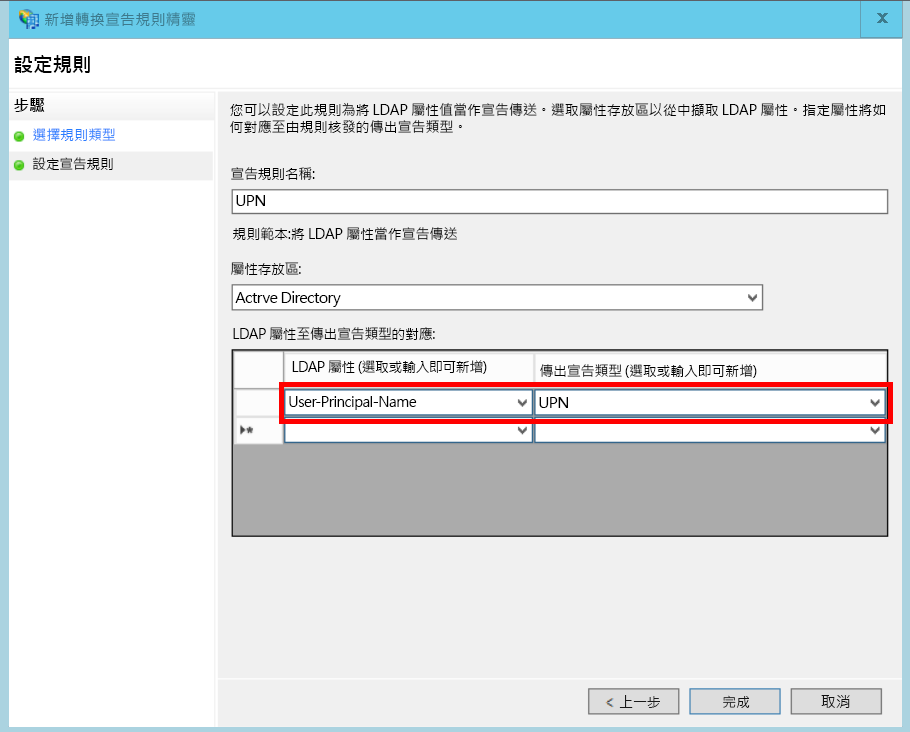 新增轉換宣告規則精靈
X
設定規則
步驟
選擇規則類型
設定宣告規則
您可以設定此規則為將 LDAP 屬性值當作宣告傳送。選取屬性存放區以從中擷取 LDAP 屬性。指定屬性將如
何對應至由規則核發的傳出宣告類型。
宣告規則名稱:
UPN
規則範本:將 LDAP 屬性當作宣告傳送
屬性存放區:
Actrve Directory
LDAP 屬性至傳出宣告類型的對應:
LDAP 屬性 (選取或輸入即可新增) 傳出宣告類型 (選取或輸入即可新增)
User-Principal-Name UPN
< 上一步 完成 取消